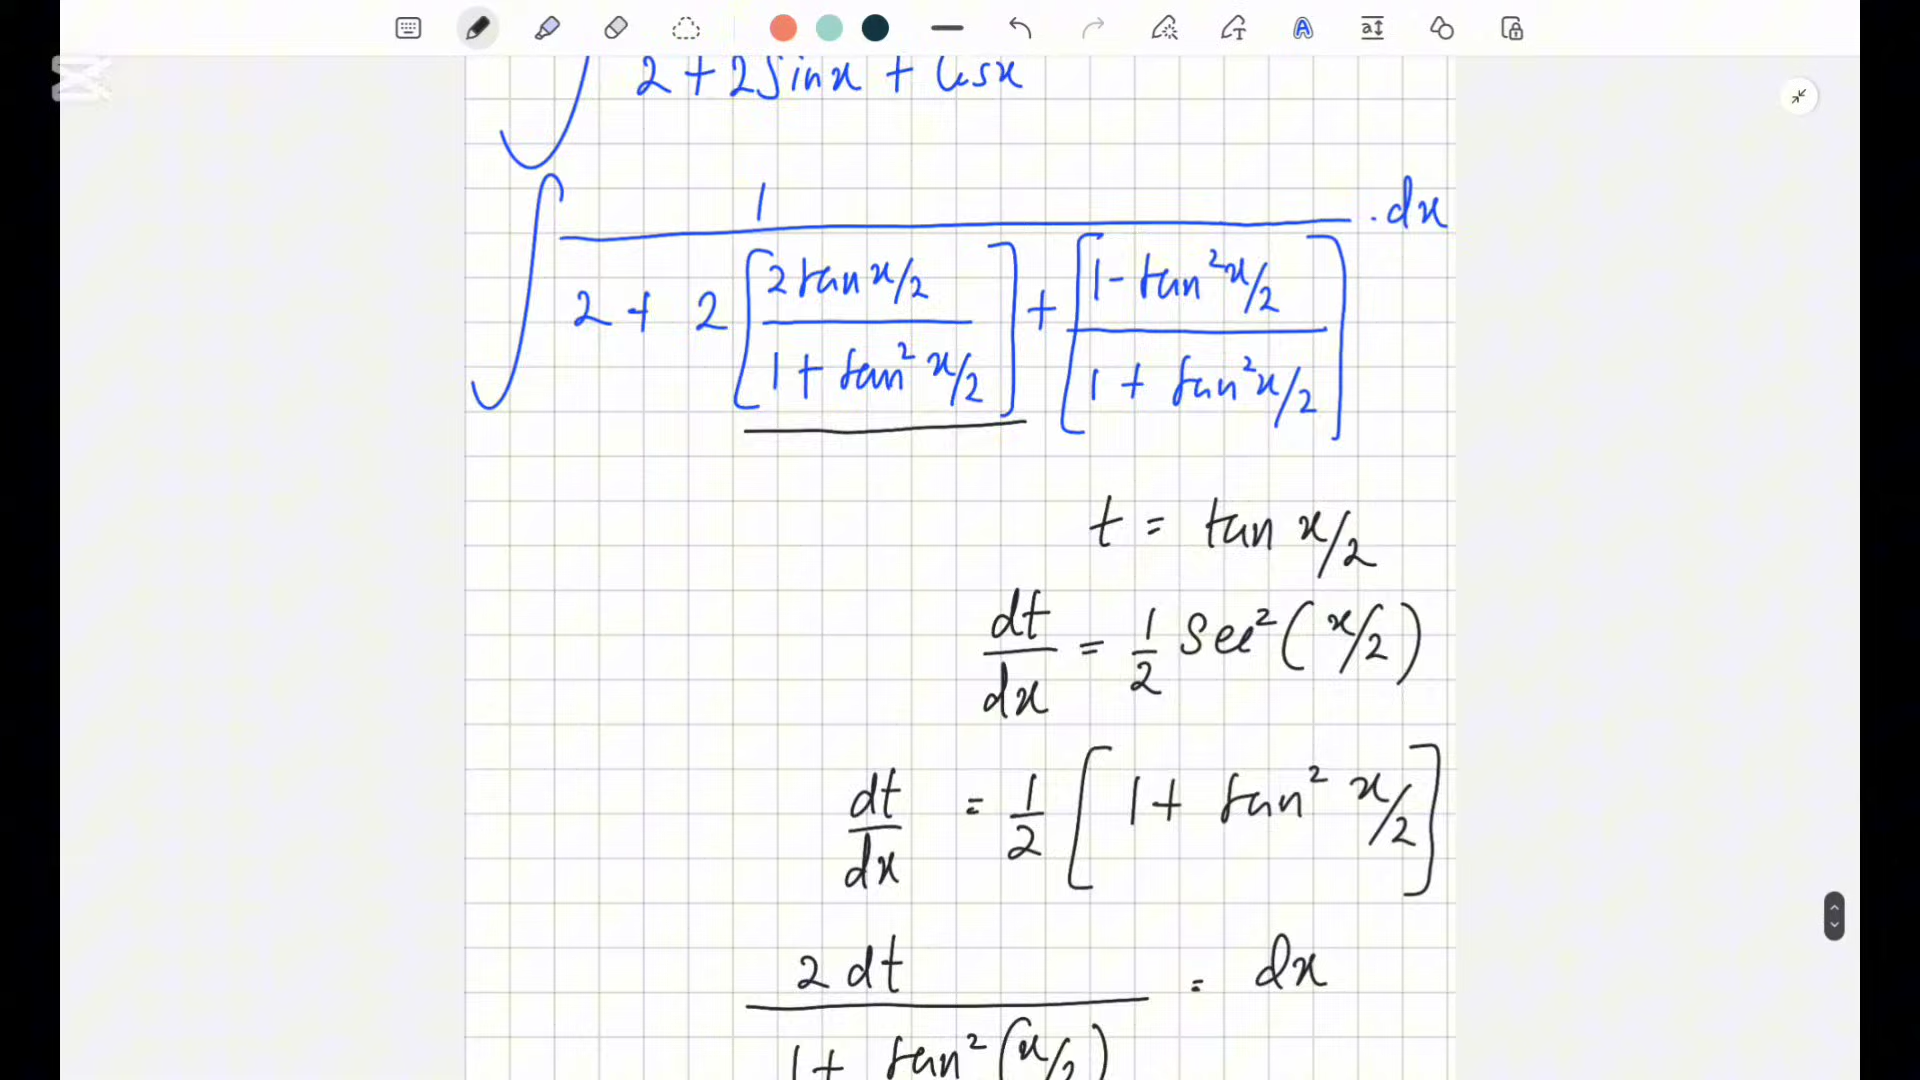 2 + 2 sin x + cos x
∫ 1 / (2 + 2 [2 tan x/2 / 1 + tan² x/2] + [1 - tan² x/2 / 1 + tan² x/2]) . dx
t = tan x/2
dt/dx = 1/2 sec² (x/2)
dt/dx = 1/2 [1 + tan² x/2]
2 dt / 1 + tan² (x/2) = dx